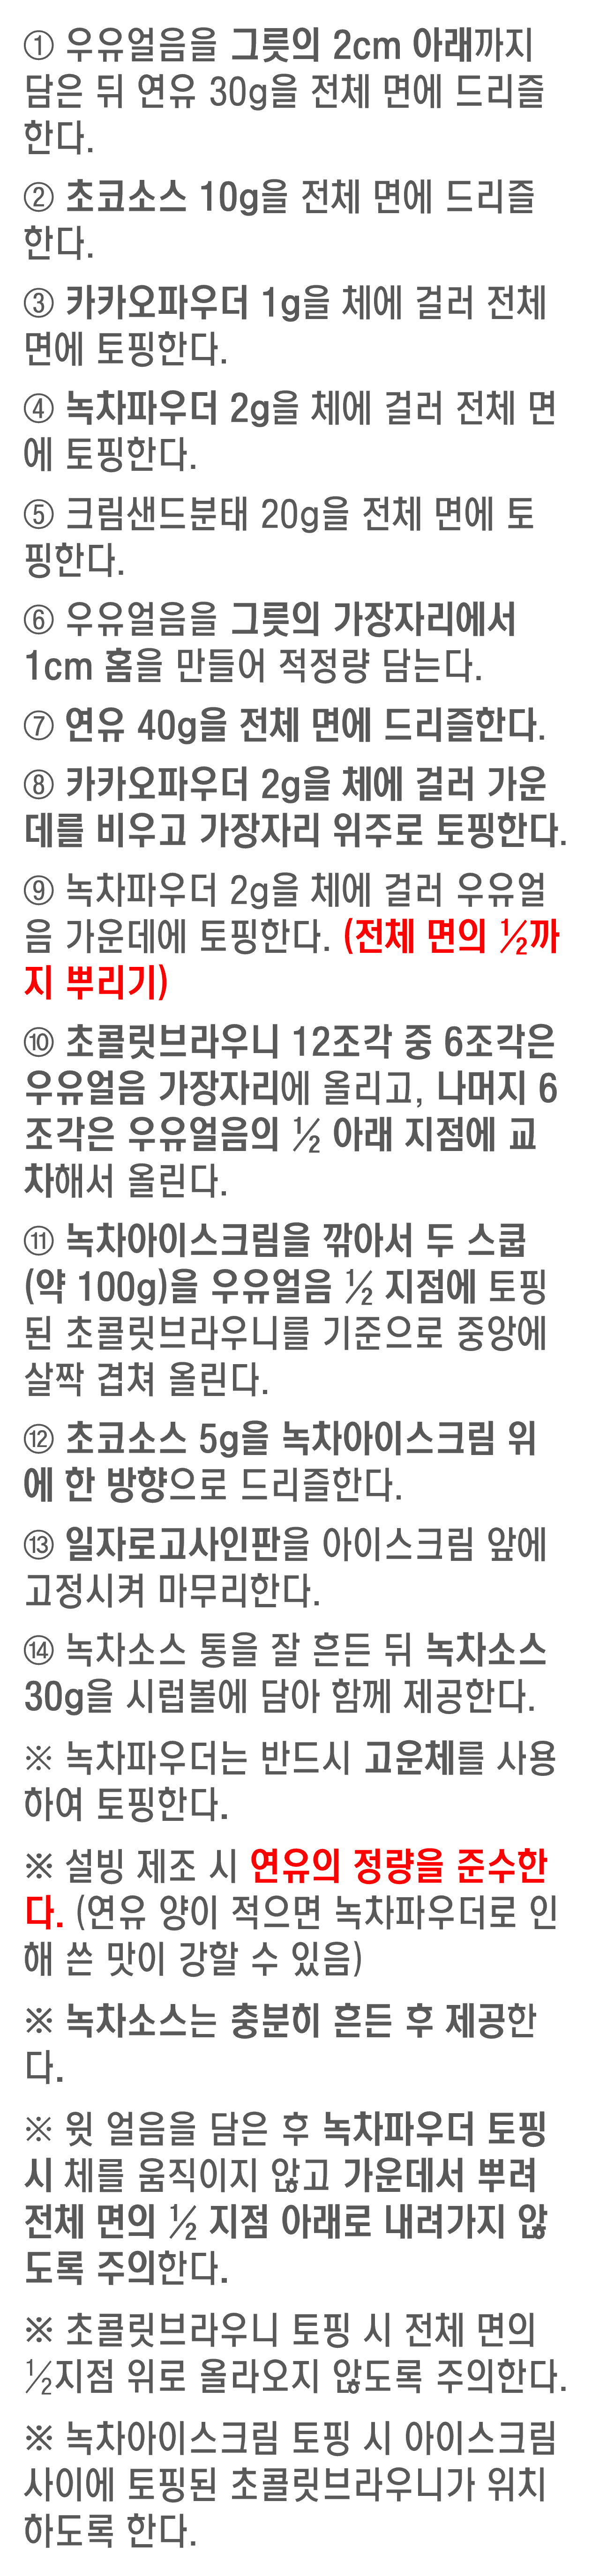 ① 우유얼음을 그릇의 2cm 아래까지
담은 뒤 연유 30g을 전체 면에 드리즐
한다.
② 초코소스 10g을 전체 면에 드리즐
한다.
③ 카카오파우더 1g을 체에 걸러 전체
면에 토핑한다.
④ 녹차파우더 2g을 체에 걸러 전체 면
에 토핑한다.
⑤ 크림샌드분태 20g을 전체 면에 토
핑한다.
⑥ 우유얼음을 그릇의 가장자리에서
1cm 홈을 만들어 적정량 담는다.
⑦ 연유 40g을 전체 면에 드리즐한다.
⑧ 카카오파우더 2g을 체에 걸러 가운
데를 비우고 가장자리 위주로 토핑한다.
⑨ 녹차파우더 2g을 체에 걸러 우유얼
음 가운데에 토핑한다. (전체 면의 ½까
지 뿌리기)
⑩ 초콜릿브라우니 12조각 중 6조각은
우유얼음 가장자리에 올리고, 나머지 6
조각은 우유얼음의 ½ 아래 지점에 교
차해서 올린다.
⑪ 녹차아이스크림을 깎아서 두 스쿱
(약 100g)을 우유얼음 ½ 지점에 토핑
된 초콜릿브라우니를 기준으로 중앙에
살짝 겹쳐 올린다.
⑫ 초코소스 5g을 녹차아이스크림 위
에 한 방향으로 드리즐한다.
⑬ 일자로고사인판을 아이스크림 앞에
고정시켜 마무리한다.
⑭ 녹차소스 통을 잘 흔든 뒤 녹차소스
30g을 시럽볼에 담아 함께 제공한다.
※ 녹차파우더는 반드시 고운체를 사용
하여 토핑한다.
※ 설빙 제조 시 연유의 정량을 준수한
다. (연유 양이 적으면 녹차파우더로 인
해 쓴 맛이 강할 수 있음)
※ 녹차소스는 충분히 흔든 후 제공한
다.
※ 윗 얼음을 담은 후 녹차파우더 토핑
시 체를 움직이지 않고 가운데서 뿌려
전체 면의 ½ 지점 아래로 내려가지 않
도록 주의한다.
※ 초콜릿브라우니 토핑 시 전체 면의
½지점 위로 올라오지 않도록 주의한다.
※ 녹차아이스크림 토핑 시 아이스크림
사이에 토핑된 초콜릿브라우니가 위치
하도록 한다.